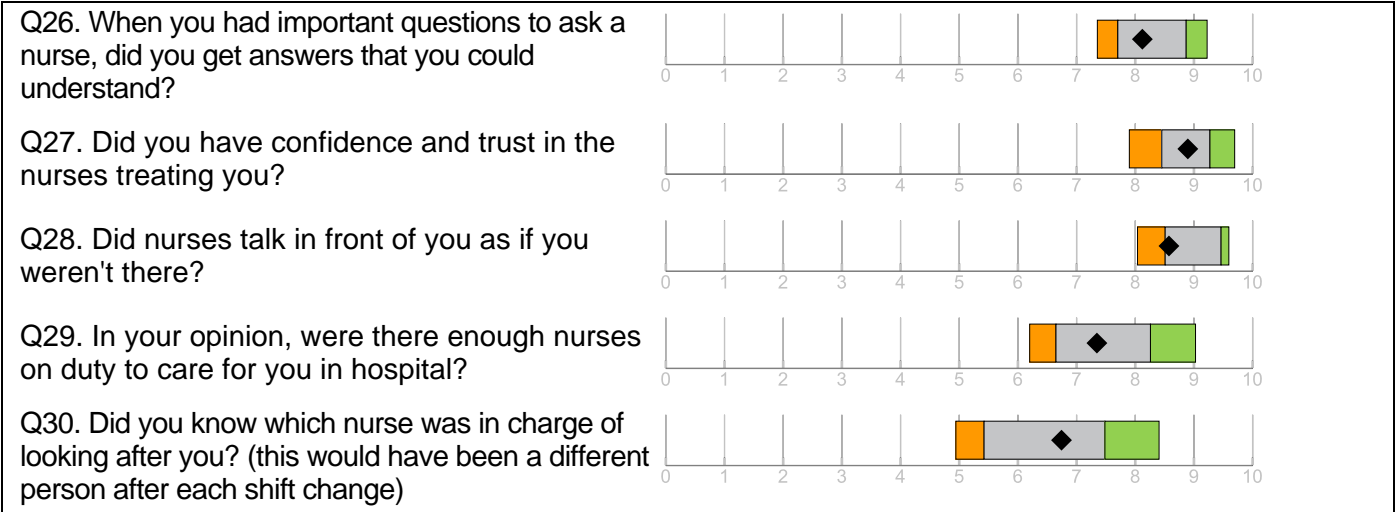 Q26. When you had important questions to ask a
nurse, did you get answers that you could
understand?
0 1 2 3 4 5 6 7 8 9 10
Q27. Did you have confidence and trust in the
nurses treating you?
0 1 2 3 4 5 6 7 8 9 10
Q28. Did nurses talk in front of you as if you
weren't there?
0 1 2 3 4 5 6 7 8 9 10
Q29. In your opinion, were there enough nurses
on duty to care for you in hospital?
0 1 2 3 4 5 6 7 8 9 10
Q30. Did you know which nurse was in charge of
looking after you? (this would have been a different
person after each shift change)
0 1 2 3 4 5 6 7 8 9 10